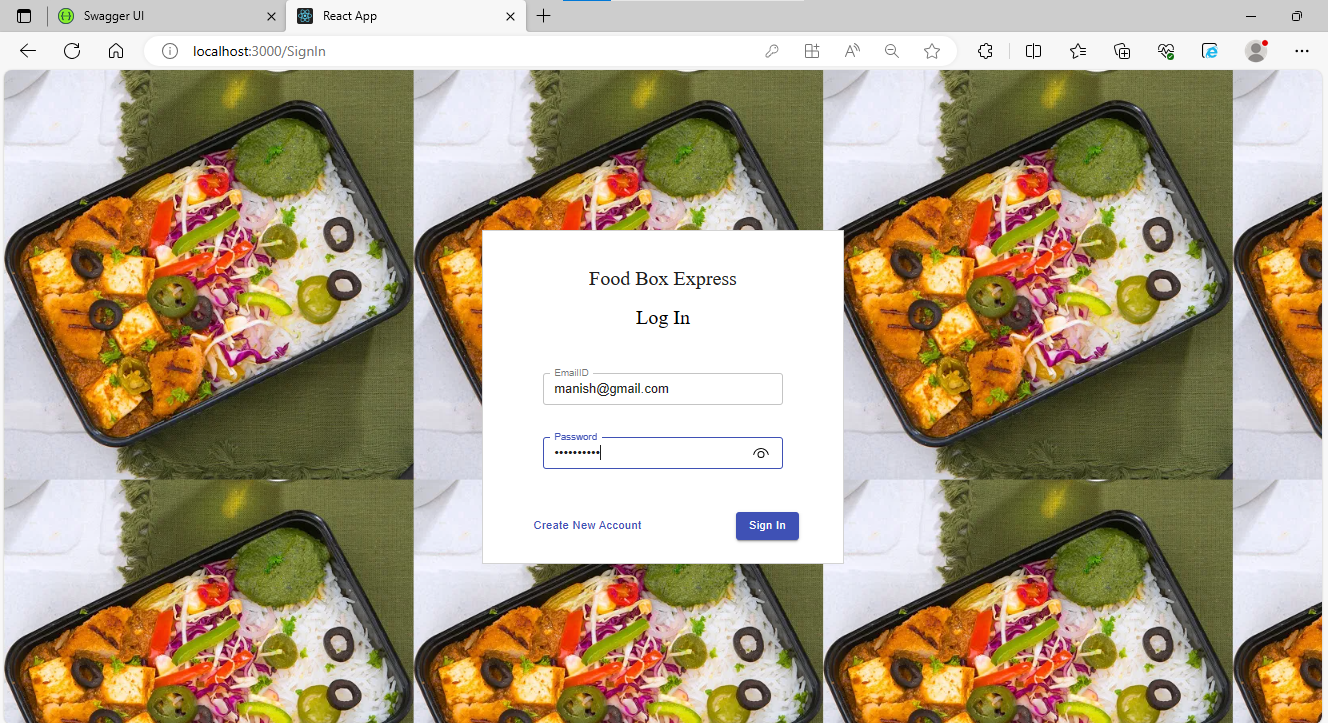 Swagger UI
React App
localhost:3000/SignIn
Food Box Express
Log In
EmailID
manish@gmail.com
Password
••••••••••
Create New Account
Sign In